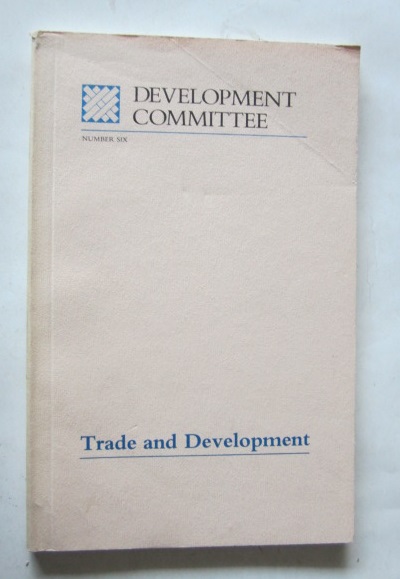 DEVELOPMENT
COMMITTEE
NUMBER SIX
Trade and Development